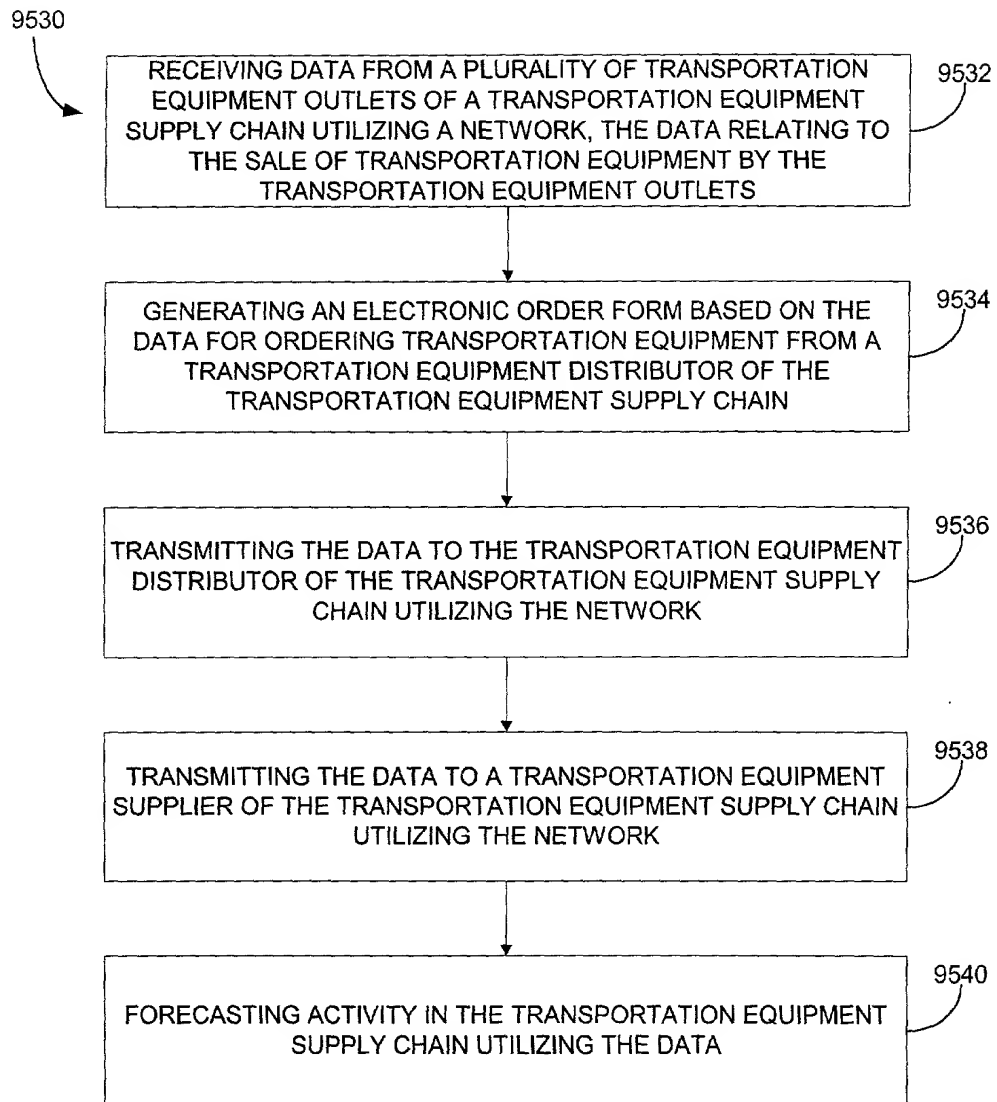 9530
RECEIVING DATA FROM A PLURALITY OF TRANSPORTATION
EQUIPMENT OUTLETS OF A TRANSPORTATION EQUIPMENT
SUPPLY CHAIN UTILIZING A NETWORK, THE DATA RELATING TO
THE SALE OF TRANSPORTATION EQUIPMENT BY THE
TRANSPORTATION EQUIPMENT OUTLETS
9532
GENERATING AN ELECTRONIC ORDER FORM BASED ON THE
DATA FOR ORDERING TRANSPORTATION EQUIPMENT FROM A
TRANSPORTATION EQUIPMENT DISTRIBUTOR OF THE
TRANSPORTATION EQUIPMENT SUPPLY CHAIN
9534
TRANSMITTING THE DATA TO THE TRANSPORTATION EQUIPMENT
DISTRIBUTOR OF THE TRANSPORTATION EQUIPMENT SUPPLY
CHAIN UTILIZING THE NETWORK
9536
TRANSMITTING THE DATA TO A TRANSPORTATION EQUIPMENT
SUPPLIER OF THE TRANSPORTATION EQUIPMENT SUPPLY CHAIN
UTILIZING THE NETWORK
9538
FORECASTING ACTIVITY IN THE TRANSPORTATION EQUIPMENT
SUPPLY CHAIN UTILIZING THE DATA
9540